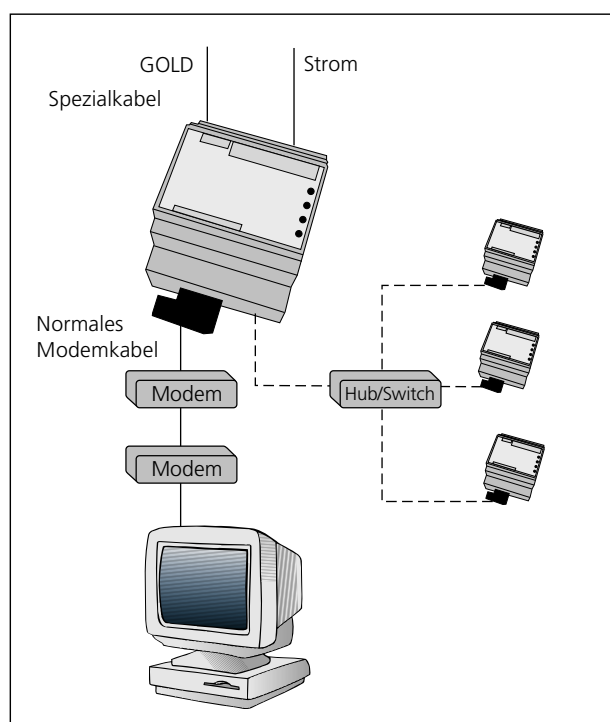 GOLD
Strom
Spezialkabel
Normales
Modemkabel
Modem
Hub/Switch
Modem